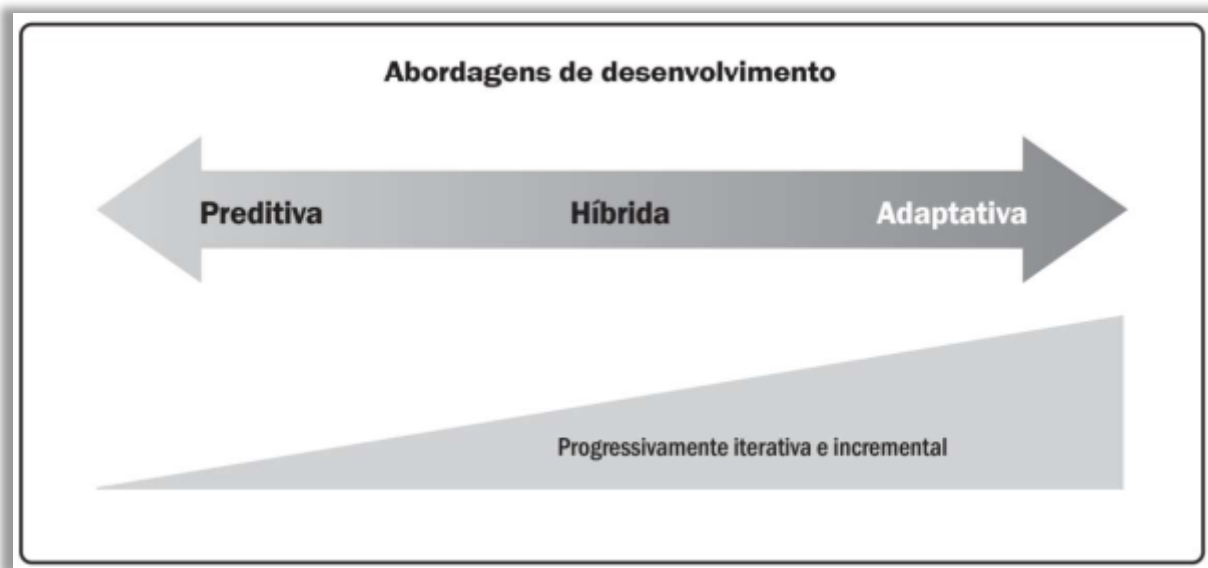 Abordagens de desenvolvimento
Preditiva
Híbrida
Adaptativa
Progressivamente iterativa e incremental